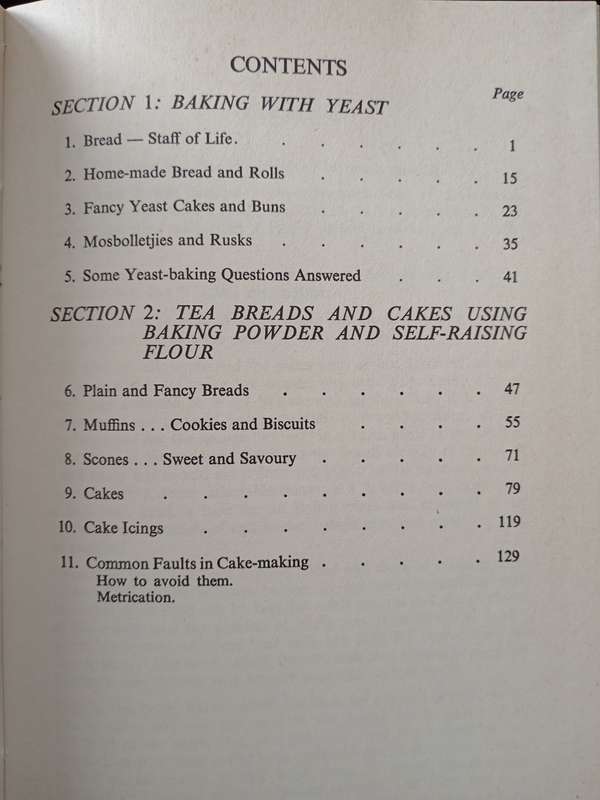 CONTENTS
Page
SECTION 1: BAKING WITH YEAST
1. Bread — Staff of Life. . . . . . . 1
2. Home-made Bread and Rolls . . . . . 15
3. Fancy Yeast Cakes and Buns . . . . . 23
4. Mosbolletjies and Rusks . . . . . . 35
5. Some Yeast-baking Questions Answered . . . 41
SECTION 2: TEA BREADS AND CAKES USING
BAKING POWDER AND SELF-RAISING
FLOUR
6. Plain and Fancy Breads . . . . . . 47
7. Muffins . . . Cookies and Biscuits . . . . 55
8. Scones . . . Sweet and Savoury . . . . . 71
9. Cakes . . . . . . . . . 79
10. Cake Icings . . . . . . . . 119
11. Common Faults in Cake-making . . . . . 129
How to avoid them.
Metrication.